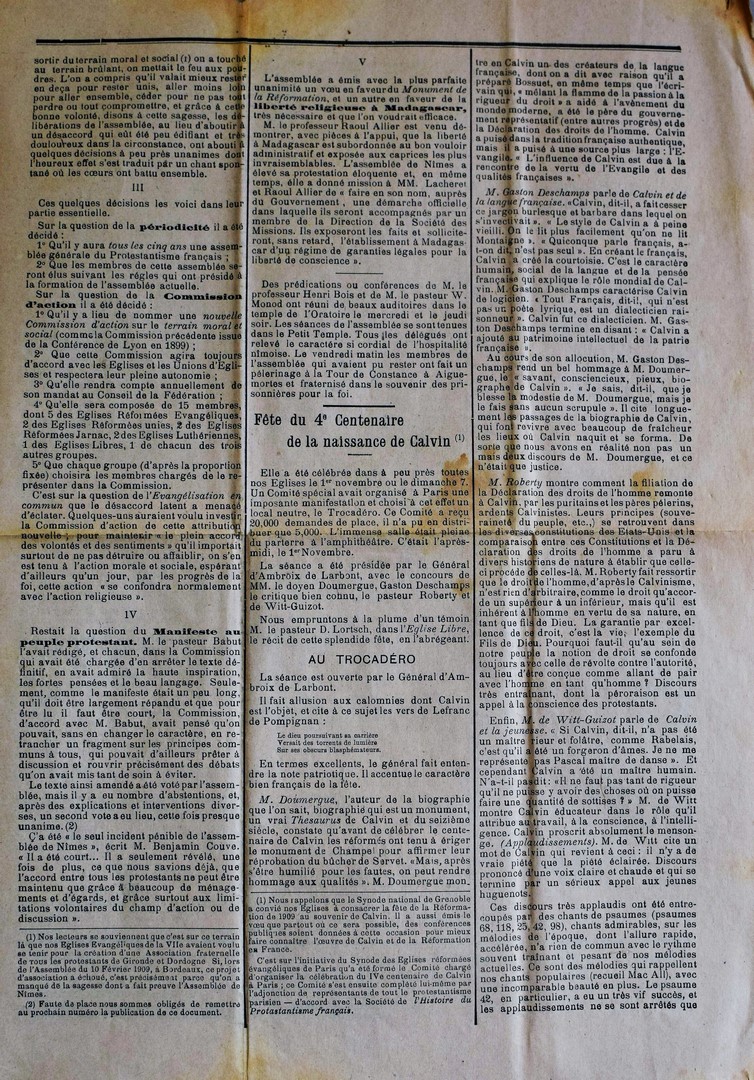 sortir du terrain moral et social (1) on a touché
au terrain brûlant, on mettait le feu aux pou-
dres. L'on a compris qu'il valait mieux rester
en deça pour rester unis, aller moins loin
pour aller ensemble, céder pour ne pas tout
perdre ou tout compromettre, et grâce à cette
bonne volonté, disons à cette sagesse, les dé-
libérations de l'assemblée, au lieu d'aboutir à
un désaccord qui eût été peu édifiant et très
douloureux dans la circonstance, ont abouti à
quelques décisions à peu près unanimes dont
l'heureux effet s'est traduit par un chant spon-
tané où les cœurs ont battu ensemble.
III
Ces quelques décisions les voici dans leur
partie essentielle.
Sur la question de la périodicité il a été
décidé :
1° Qu'il y aura tous les cinq ans une assem-
blée générale du Protestantisme français ;
2° Que les membres de cette assemblée se-
ront élus suivant les règles qui ont présidé à
la formation de l'assemblée actuelle.
Sur la question de la Commission
d'action il a été décidé :
1° Qu'il y a lieu de nommer une nouvelle
Commission d'action sur le terrain moral et
social (comme la Commission précédente issue
de la Conférence de Lyon en 1899) ;
2° Que cette Commission agira toujours
d'accord avec les Eglises et les Unions d'Egli-
ses et respectera leur pleine autonomie ;
3° Qu'elle rendra compte annuellement de
son mandat au Conseil de la Fédération ;
4° Qu'elle sera composée de 15 membres,
dont 5 des Eglises Réformées Evangéliques,
2 des Eglises Réformées unies, 2 des Eglises
Réformées Jarnac, 2 des Eglises Luthériennes,
1 des Eglises Libres, 1 de chacun des trois
autres groupes.
5° Que chaque groupe (d'après la proportion
fixée) choisira les membres chargés de le re-
présenter dans la Commission.
C'est sur la question de l'Evangélisation en
commun que le désaccord latent a menacé
d'éclater. Quelques-uns auraient voulu investir
la Commission d'action de cette attribution
nouvelle ; pour maintenir « le plein accord
des volontés et des sentiments » qu'il importait
surtout de ne pas détruire ou affaiblir, on s'en
est tenu à l'action morale et sociale, espérant
d'ailleurs qu'un jour, par les progrès de la
foi, cette action « se confondra normalement
avec l'action religieuse ».
IV
Restait la question du Manifeste au
peuple protestant. M. le pasteur Babut
l'avait rédigé, et chacun, dans la Commission
qui avait été chargée d'en arrêter le texte dé-
finitif, en avait admiré la haute inspiration,
les fortes pensées et le beau langage. Seule-
ment, comme le manifeste était un peu long,
qu'il doit être largement répandu et que pour
être lu il faut être court, la Commission,
d'accord avec M. Babut, avait pensé qu'on
pouvait, sans en changer le caractère, en re-
trancher un fragment sur les principes com-
muns à tous, qui pouvait d'ailleurs prêter à
discussion et rouvrir précisément des débats
qu'on avait mis tant de soin à éviter.
Le texte ainsi amendé a été voté par l'assem-
blée, mais il y a eu nombre d'abstentions, et,
après des explications et interventions diver-
ses, un second vote a eu lieu, cette fois presque
unanime. (2)
Ç'a été « le seul incident pénible de l'assem-
blée de Nîmes », écrit M. Benjamin Couve.
« Il a été court... Il a seulement révélé, une
fois de plus, ce que nous savions déjà, que
l'accord entre tous les protestants ne peut être
maintenu que grâce à beaucoup de ménage-
ments et d'égards, et grâce surtout aux limi-
tations volontaires du champ d'action ou de
discussion ».
(1) Nos lecteurs se souviennent que c'est sur ce terrain
là que nos Eglises Evangéliques de la VIIe avaient voulu
se tenir pour la création d'une Association fraternelle
de tous les protestants de Gironde et Dordogne Si, lors
de l'Assemblée du 10 Février 1909, à Bordeaux, ce projet
d'association a échoué, c'est précisément parce qu'on a
manqué de la sagesse dont a fait preuve l'Assemblée de
Nîmes.
(2) Faute de place nous sommes obligés de remettre
au prochain numéro la publication de ce document.
V
L'assemblée a émis avec la plus parfaite
unanimité un vœu en faveur du Monument de
la Réformation, et un autre en faveur de la
liberté religieuse à Madagascar,
très nécessaire et que l'on voudrait efficace.
M. le professeur Raoul Allier est venu dé-
montrer, avec pièces à l'appui, que la liberté
à Madagascar est subordonnée au bon vouloir
administratif et exposée aux caprices les plus
invraisemblables. L'assemblée de Nîmes a
élevé sa protestation éloquente et, en même
temps, elle a donné mission à MM. Lacheret
et Raoul Allier de « faire en son nom, auprès
du Gouvernement, une démarche officielle
dans laquelle ils seront accompagnés par un
membre de la Direction de la Société des
Missions. Ils exposeront les faits et sollicite-
ront, sans retard, l'établissement à Madagas-
car d'un régime de garanties légales pour la
liberté de conscience ».
Des prédications ou conférences de M. le
professeur Henri Bois et de M. le pasteur W.
Monod ont réuni de beaux auditoires dans le
temple de l'Oratoire le mercredi et le jeudi
soir. Les séances de l'assemblée se sont tenues
dans le Petit Temple. Tous les délégués ont
relevé le caractère si cordial de l'hospitalité
nîmoise. Le vendredi matin les membres de
l'assemblée qui avaient pu rester ont fait un
pèlerinage à la Tour de Constance à Aigue-
mortes et fraternisé dans le souvenir des pri-
sonnières pour la foi.
Fête du 4e Centenaire
de la naissance de Calvin (1)
Elle a été célébrée dans à peu près toutes
nos Eglises le 1er novembre ou le dimanche 7.
Un Comité spécial avait organisé à Paris une
imposante manifestation et choisi à cet effet un
local neutre, le Trocadéro. Ce Comité a reçu
20,000 demandes de place, il n'a pu en distri-
buer que 5,000. L'immense salle était pleine
du parterre à l'amphithéâtre. C'était l'après-
midi, le 1er Novembre.
La séance a été présidée par le Général
d'Ambroix de Larbont, avec le concours de
MM. le doyen Doumergue, Gaston Deschamps
le critique bien connu, le pasteur Roberty et
de Witt-Guizot.
Nous empruntons à la plume d'un témoin
M. le pasteur D. Lortsch, dans l'Eglise Libre,
le récit de cette splendide fête, en l'abrégeant.
AU TROCADÉRO
La séance est ouverte par le Général d'Am-
broix de Larbont.
Il fait allusion aux calomnies dont Calvin
est l'objet, et cite à ce sujet les vers de Lefranc
de Pompignan :
Le dieu poursuivant sa carrière
Versait des torrents de lumière
Sur ses obscurs blasphémateurs.
En termes excellents, le général fait enten-
dre la note patriotique. Il accentue le caractère
bien français de la fête.
M. Doumergue, l'auteur de la biographie
que l'on sait, biographie qui est un monument,
un vrai Thesaurus de Calvin et du seizième
siècle, constate qu'avant de célébrer le cente-
naire de Calvin les réformés ont tenu à ériger
le monument de Champel pour affirmer leur
réprobation du bûcher de Servet. «Mais, après
s'être humilié pour les fautes, on peut rendre
hommage aux qualités ». M. Doumergue mon.
(1) Nous rappelons que le Synode national de Grenoble
a convié nos Eglises à consacrer la fête de la Réforma-
tion de 1909 au souvenir de Calvin. Il a aussi émis le
vœu que partout où ce sera possible, des conférences
publiques soient données à cette occasion pour mieux
faire connaître l'œuvre de Calvin et de la Réformation
en France.
C'est sur l'initiative du Synode des Eglises réformées
évangéliques de Paris qu'a été formé le Comité chargé
d'organiser la célébration du IVe centenaire de Calvin
à Paris ; ce Comité s'est ensuite complété lui-même par
l'adjonction de représentants de tout le protestantisme
parisien — d'accord avec la Société de l'Histoire du
Protestantisme français.
tre en Calvin un des créateurs de la langue
française, dont on a dit avec raison qu'il a
préparé Bossuet, en même temps que l'écri-
vain qui, « mêlant la flamme de la passion à la
rigueur du droit » a aidé à l'avènement du
monde moderne, a été le père du gouverne-
ment représentatif (entre autres progrès) et de
la Déclaration des droits de l'homme. Calvin
a puisé dans la tradition française authentique,
mais il a puisé à une source plus large : l'E-
vangile. « L'influence de Calvin est due à la
rencontre de la vertu de l'Evangile et des
qualités françaises ».
M. Gaston Deschamps parle de Calvin et de
la langue française. «Calvin, dit-il, a fait cesser
ce jargon burlesque et barbare dans lequel on
s'invectivait ». « Le style de Calvin a à peine
vieilli. On le lit plus facilement qu'on ne lit
Montaigne ». « Quiconque parle français, a-
t-on dit, n'est pas seul ». En créant le français,
Calvin a créé la courtoisie. C'est le caractère
humain, social de la langue et de la pensée
française qui explique le rôle mondial de Cal-
vin. M. Gaston Deschamps caractérise Calvin
de logicien. « Tout Français, dit-il, qui n'est
pas un poète lyrique, est un dialecticien rai-
sonneur ». Calvin fut ce dialecticien. M. Gas-
ton Deschamps termine en disant : « Calvin a
ajouté au patrimoine intellectuel de la patrie
française ».
Au cours de son allocution, M. Gaston Des-
champs rend un bel hommage à M. Doumer-
gue, le « savant, consciencieux, pieux, bio-
graphe de Calvin ». « Je sais, dit-il, que je
blesse la modestie de M. Doumergue, mais je
le fais sans aucun scrupule ». Il cite longue-
ment les passages de la biographie de Calvin,
qui font revivre avec beaucoup de fraîcheur
les lieux où Calvin naquit et se forma. De
sorte que nous avons en réalité non pas un
mais deux discours de M. Doumergue, et ce
n'était que justice.
M. Roberty montre comment la filiation de
la Déclaration des droits de l'homme remonte
à Calvin, par les puritains et les pères pèlerins,
ardents Calvinistes. Leurs principes (souve-
raineté du peuple, etc.,) se retrouvent dans
les diverses constitutions des Etats-Unis et la
comparaison entre ces Constitutions et la Dé-
claration des droits de l'homme a paru à
divers historiens de nature à établir que celle-
ci procède de celles-là. M. Roberty fait ressortir
que le droit de l'homme, d'après le Calvinisme,
n'est rien d'arbitraire, comme le droit qu'accor-
de un supérieur à un inférieur, mais qu'il est
inhérent à l'homme en vertu de sa nature, en
tant que fils de Dieu. La garantie par excel-
lence de ce droit, c'est la vie, l'exemple du
Fils de Dieu. Pourquoi faut-il qu'au sein de
notre peuple la notion de droit se confonde
toujours avec celle de révolte contre l'autorité,
au lieu d'être conçue comme allant de pair
avec l'homme en tant qu'homme ? Discours
très entraînant, dont la péroraison est un
appel à la conscience des protestants.
Enfin, M. de Witt-Guizot parle de Calvin
et la jeunesse. « Si Calvin, dit-il, n'a pas été
un maître rieur et folâtre, comme Rabelais,
c'est qu'il a été un forgeron d'âmes. Je ne me
représente pas Pascal maître de danse ». Et
cependant Calvin a été un maître humain.
N'a-t-il pas dit: «Il ne faut pas tant de rigueur
qu'il ne puisse y avoir des choses où on puisse
faire une quantité de sottises ? » M. de Witt
montre Calvin éducateur dans le rôle qu'il
attribue au travail, à la conscience, à l'intelli-
gence. Calvin proscrit absolument le menson-
ge. (Applaudissements). M. de Witt cite un
mot de Calvin qui revient à ceci : il n'y a de
vraie piété que la piété éclairée. Discours
prononcé d'une voix claire et chaude et qui se
termine par un sérieux appel aux jeunes
huguenots.
Ces discours très applaudis ont été entre-
coupés par des chants de psaumes (psaumes
68, 118, 25, 42, 98), chants admirables, sur les
mélodies de l'époque, dont l'allure rapide,
accélérée, n'a rien de commun avec le rythme
souvent traînant et pesant de nos mélodies
actuelles. Ce sont des mélodies qui rappellent
nos chants populaires (recueil Mac All), avec
une incomparable beauté en plus. Le psaume
42, en particulier, a eu un très vif succès, et
les applaudissements ne se sont arrêtés que